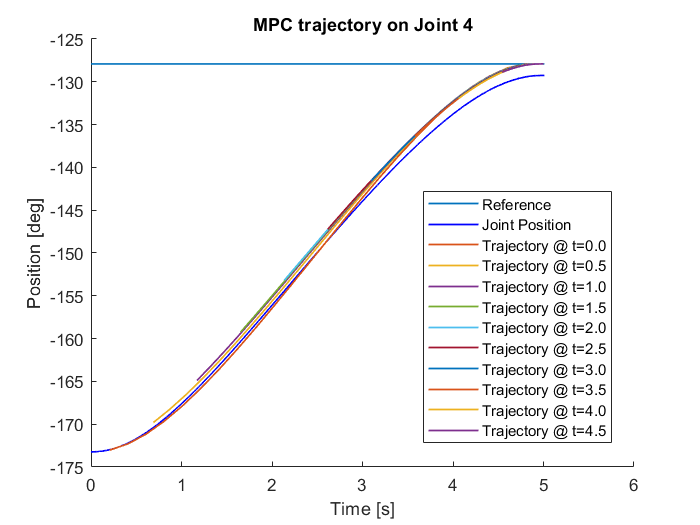 MPC trajectory on Joint 4
-125
-130
-135
-140
-145
-150
-155
-160
-165
-170
-175
Position [deg]
Reference
Joint Position
Trajectory @ t=0.0
Trajectory @ t=0.5
Trajectory @ t=1.0
Trajectory @ t=1.5
Trajectory @ t=2.0
Trajectory @ t=2.5
Trajectory @ t=3.0
Trajectory @ t=3.5
Trajectory @ t=4.0
Trajectory @ t=4.5
0 1 2 3 4 5 6
Time [s]